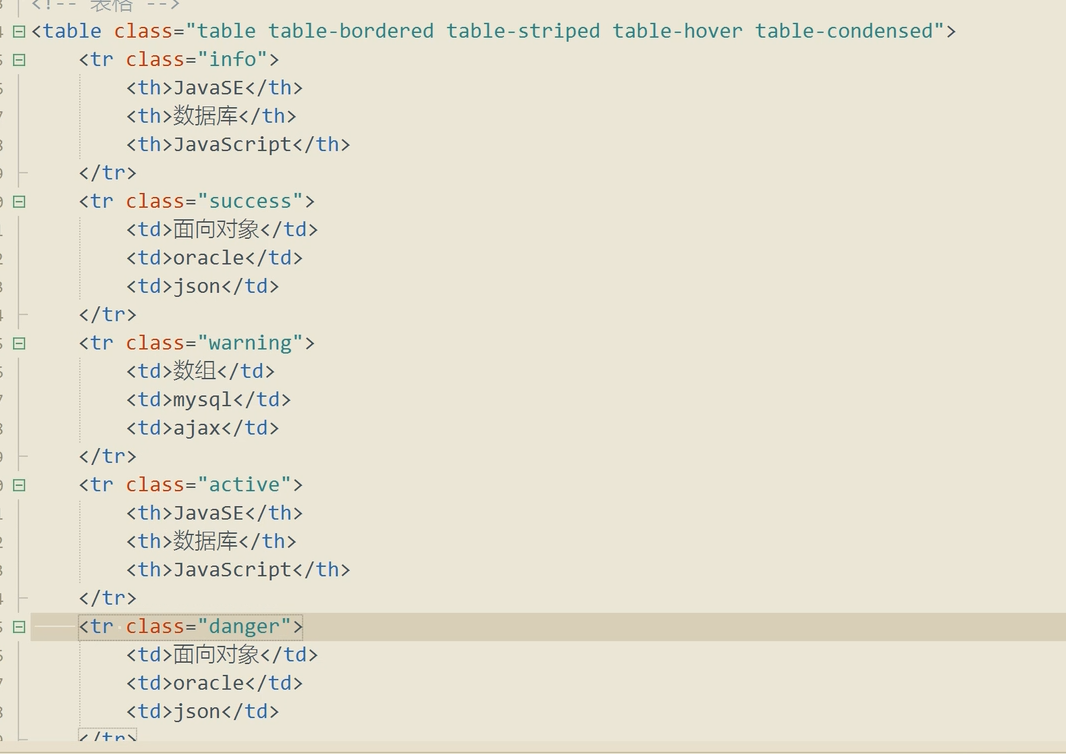 <!-- 表格 -->
<table class="table table-bordered table-striped table-hover table-condensed">
<tr class="info">
<th>JavaSE</th>
<th>数据库</th>
<th>JavaScript</th>
</tr>
<tr class="success">
<td>面向对象</td>
<td>oracle</td>
<td>json</td>
</tr>
<tr class="warning">
<td>数组</td>
<td>mysql</td>
<td>ajax</td>
</tr>
<tr class="active">
<th>JavaSE</th>
<th>数据库</th>
<th>JavaScript</th>
</tr>
<tr class="danger">
<td>面向对象</td>
<td>oracle</td>
<td>json</td>
</tr>